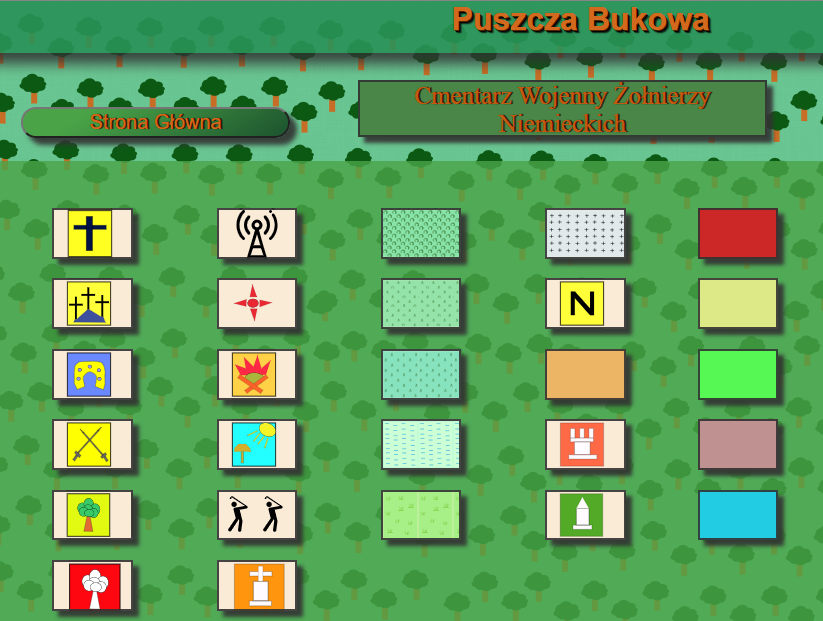 Puszcza Bukowa
Strona Główna
Cmentarz Wojenny Żołnierzy
Niemieckich
N